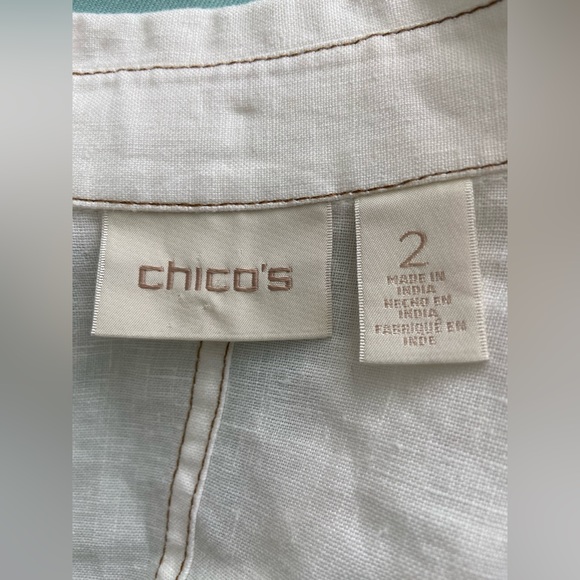 chico's
2
MADE IN
INDIA
HECHO EN
INDIA
FABRIQUÉ EN
INDE